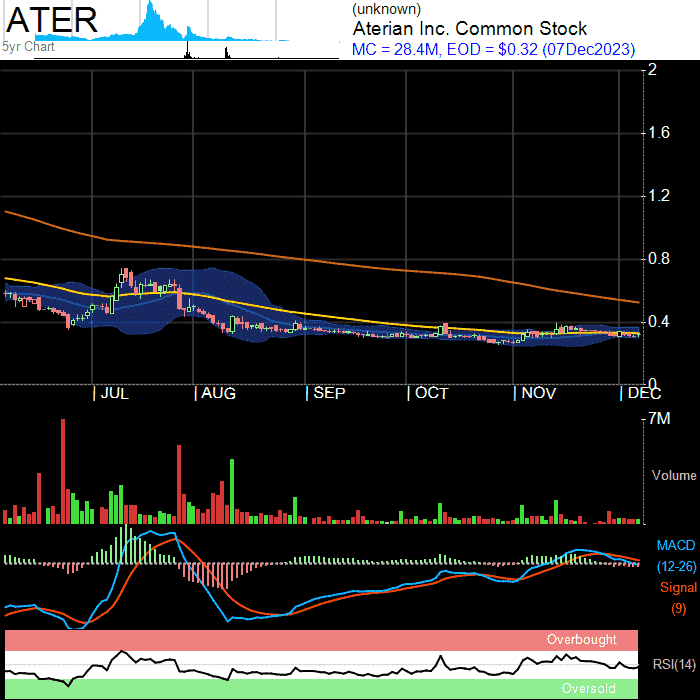 ATER
5yr Chart
(unknown)
Aterian Inc. Common Stock
MC = 28.4M, EOD = $0.32 (07Dec2023)
2
1.6
1.2
0.8
0.4
0
JUL AUG SEP OCT NOV DEC
7M
Volume
MACD
(12-26)
Signal
(9)
Overbought
RSI(14)
Oversold